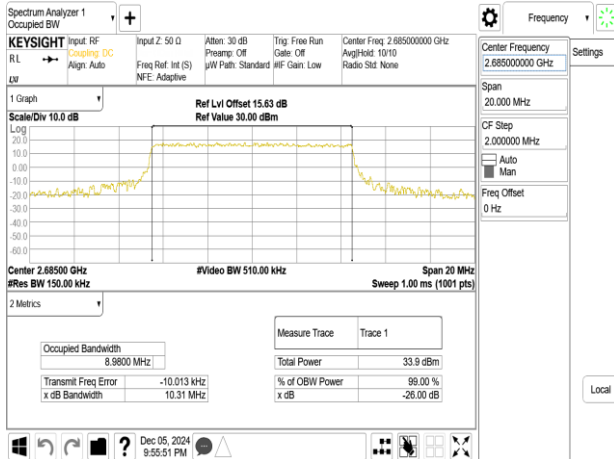 Spectrum Analyzer 1
Occupied BW
Frequency
KEYSIGHT
RL
LXI
Input: RF
Coupling: DC
Align: Auto
Input Z: 50 Ω
Freq Ref: Int (S)
NFE: Adaptive
Atten: 30 dB
Preamp: Off
µW Path: Standard
Trig: Free Run
Gate: Off
#IF Gain: Low
Center Freq: 2.685000000 GHz
Avg|Hold: 10/10
Radio Std: None
Center Frequency
2.685000000 GHz
Settings
Span
20.000 MHz
CF Step
2.000000 MHz
Auto
Man
Freq Offset
0 Hz
Local
1 Graph
Scale/Div 10.0 dB
Ref Lvl Offset 15.63 dB
Ref Value 30.00 dBm
Log
20.0
10.0
0.00
-10.0
-20.0
-30.0
-40.0
-50.0
-60.0
Center 2.68500 GHz
#Video BW 510.00 kHz
Span 20 MHz
#Res BW 150.00 kHz
Sweep 1.00 ms (1001 pts)
2 Metrics
Occupied Bandwidth
8.9800 MHz
Transmit Freq Error -10.013 kHz
x dB Bandwidth 10.31 MHz
Measure Trace Trace 1
Total Power 33.9 dBm
% of OBW Power 99.00 %
x dB -26.00 dB
?
Dec 05, 2024
9:55:51 PM